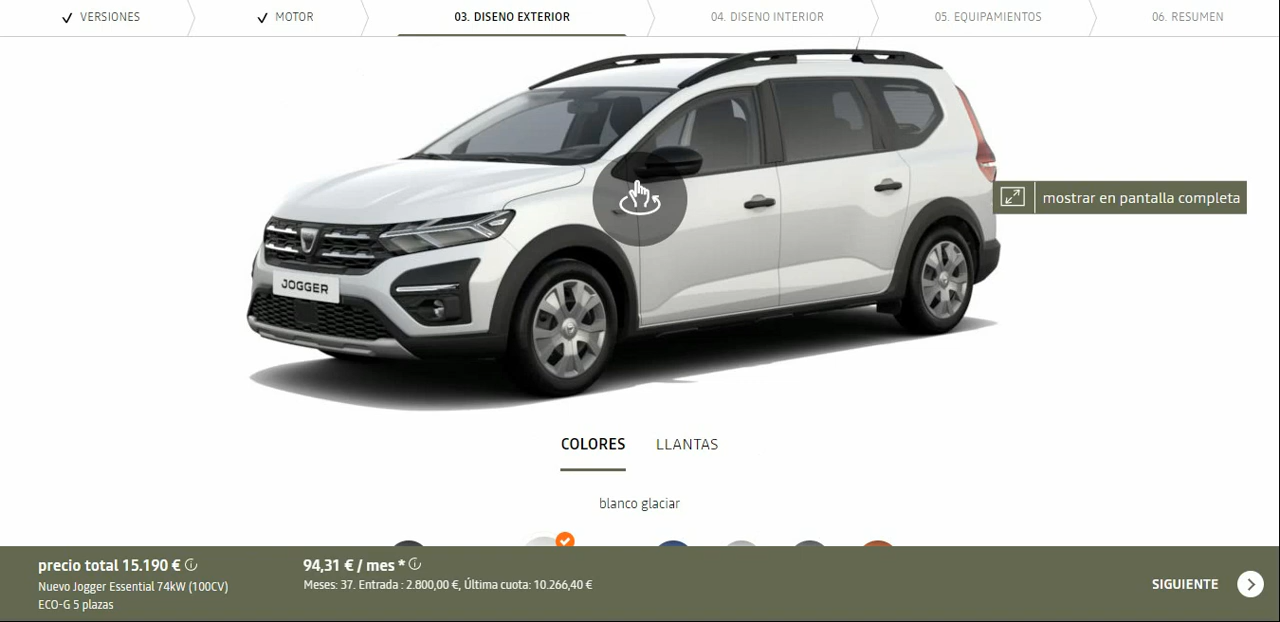 VERSIONES
MOTOR
03. DISENO EXTERIOR
04. DISENO INTERIOR
05. EQUIPAMIENTOS
06. RESUMEN
mostrar en pantalla completa
JOGGER
COLORES
LLANTAS
blanco glaciar
precio total 15.190 €
Nuevo Jogger Essential 74kW (100CV)
ECO-G 5 plazas
94,31 € / mes *
Meses: 37. Entrada : 2.800,00 €, Última cuota: 10.266,40 €
SIGUIENTE